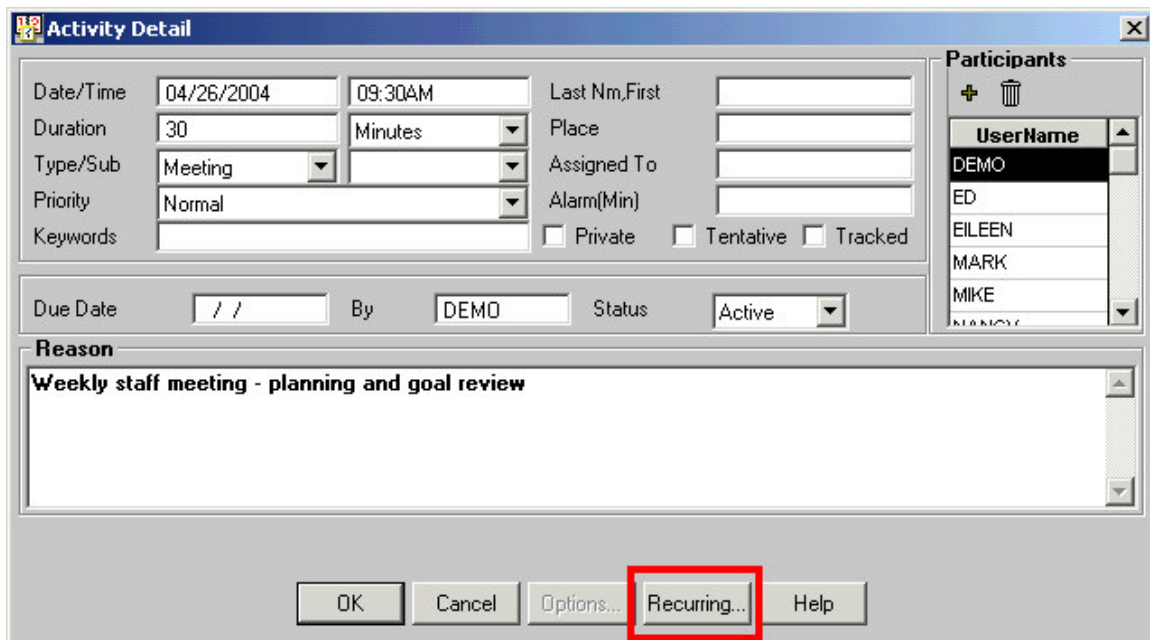 Activity Detail
Date/Time 04/26/2004 09:30AM Last Nm,First
Duration 30 Minutes Place
Type/Sub Meeting Assigned To
Priority Normal Alarm(Min)
Keywords Private Tentative Tracked
Participants
UserName
DEMO
ED
EILEEN
MARK
MIKE
Due Date / / By DEMO Status Active
Reason
Weekly staff meeting - planning and goal review
OK Cancel Options... Recurring... Help